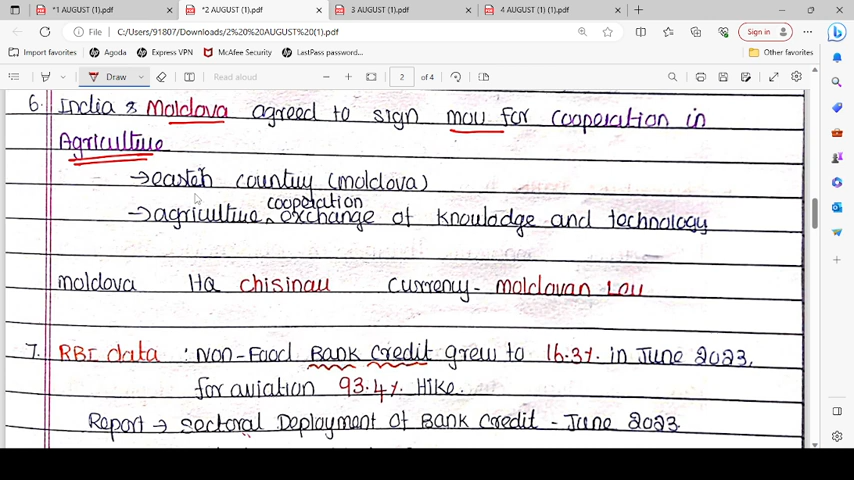 *1 AUGUST (1).pdf
*2 AUGUST (1).pdf
3 AUGUST (1).pdf
4 AUGUST (1).pdf
File
C:/Users/91807/Downloads/2%20%20AUGUST%20(1).pdf
Sign in
Import favorites
Agoda
Express VPN
McAfee Security
LastPass password...
Other favorites
Draw
Read aloud
2 of 4
6. India & Moldova agreed to sign mou for cooperation in
Agriculture
→ eastern country (moldova)
cooperation
→ agriculture ^ exchange of knowladge and technology
moldova Ha chisinau currency- moldovan Lou
7. RBI data : Non-Food Bank credit grew to 16.3%. in June 2023,
for aviation 93.4%. Hike.
Report → sectoral Deployment of Bank credit - June 2023.